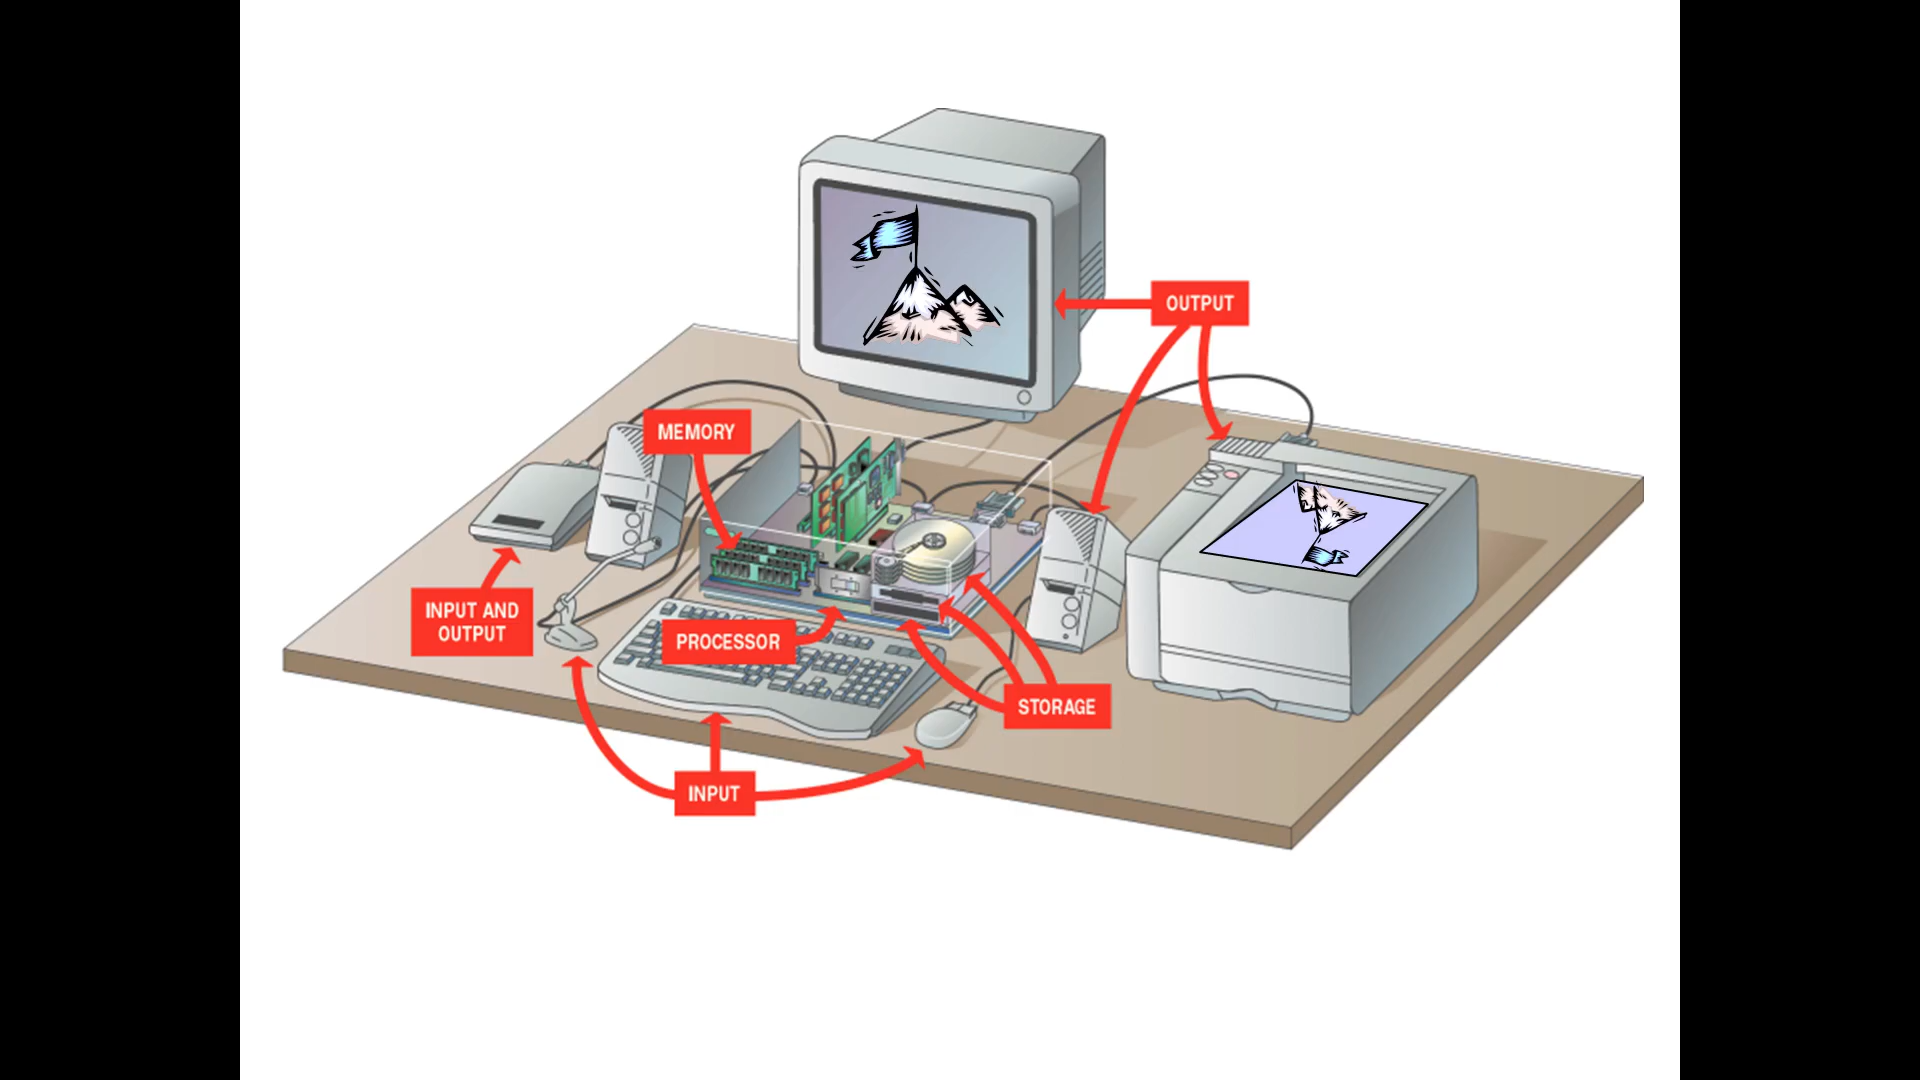 OUTPUT
MEMORY
INPUT AND
OUTPUT
PROCESSOR
STORAGE
INPUT